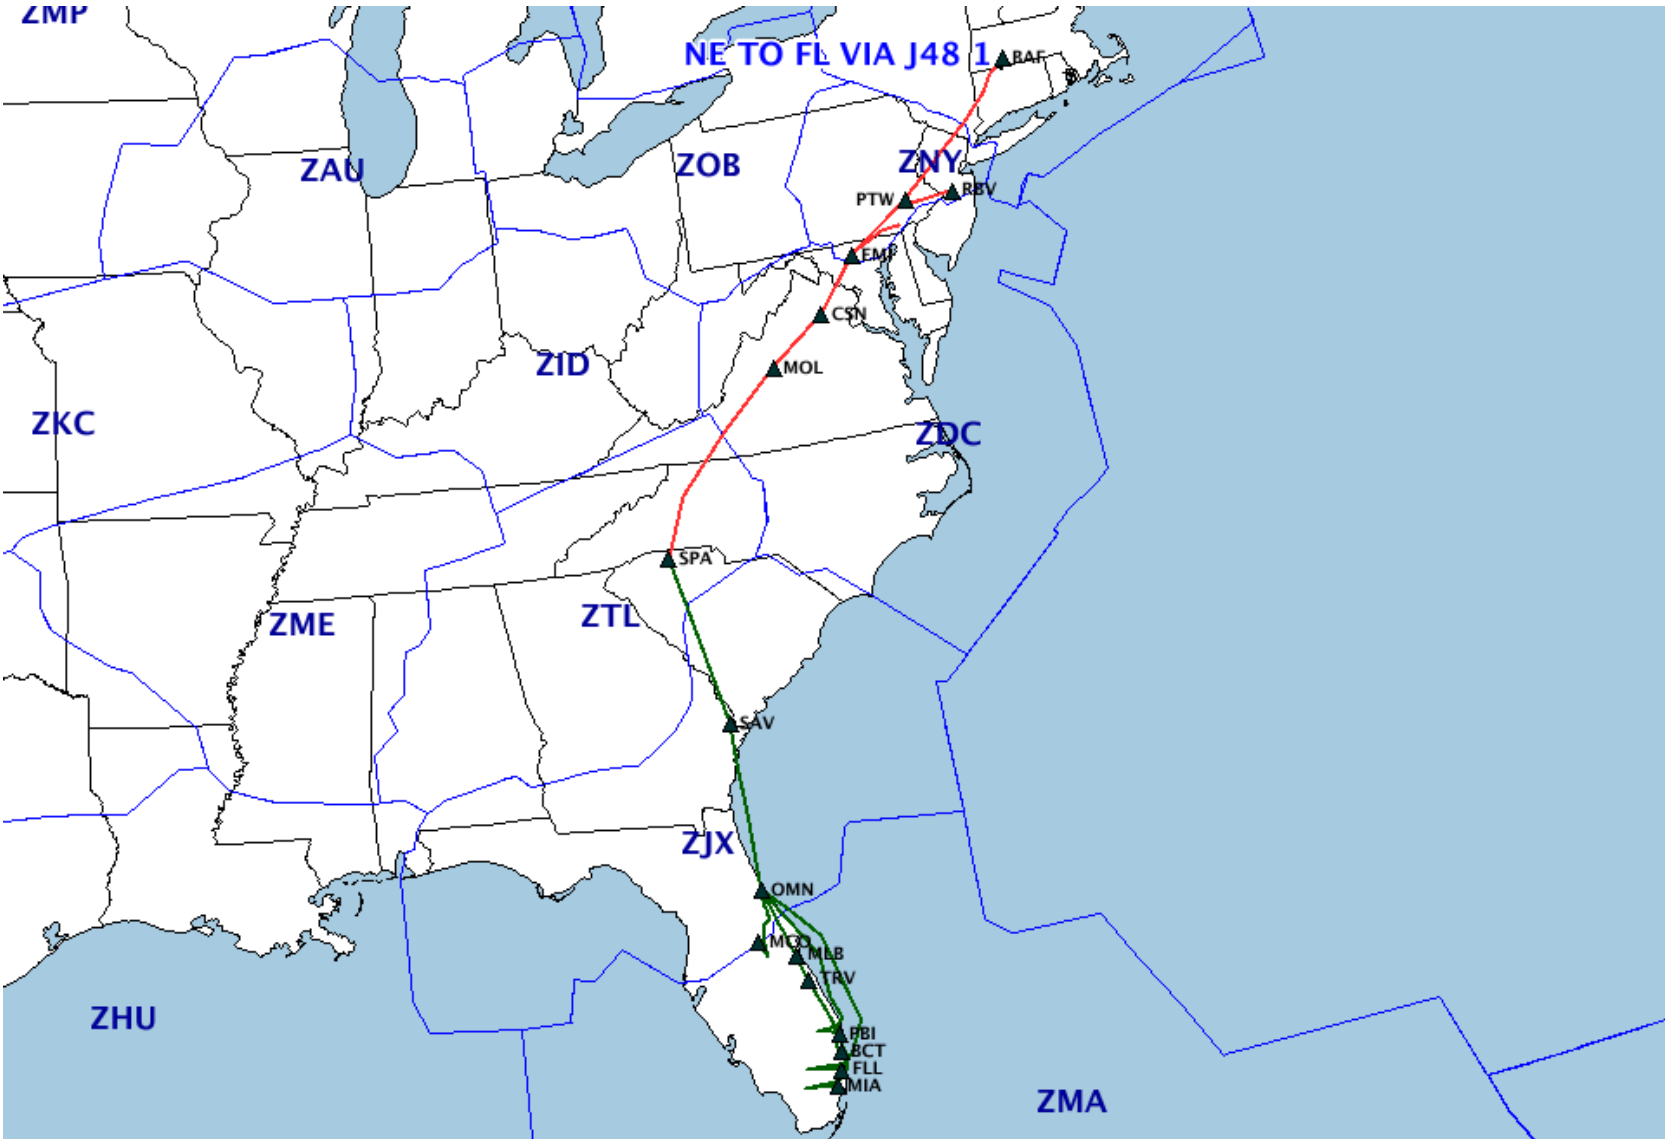 ZMP
NE TO FL VIA J48 1
BAF
ZAU
ZOB
ZNY
PTW
RBV
EMI
CSN
ZID
MOL
ZKC
ZDC
SPA
ZME
ZTL
SAV
ZJX
OMN
MCO
MLB
TRV
ZHU
PBI
BCT
FLL
MIA
ZMA